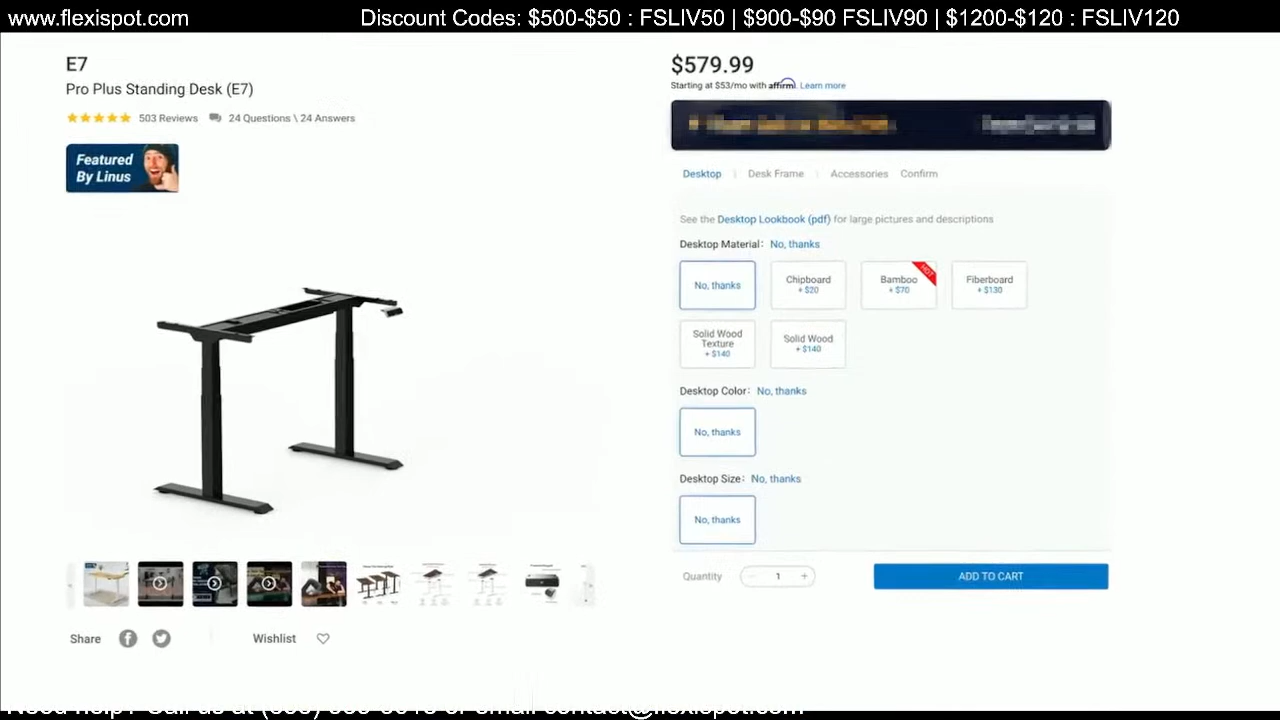 www.flexispot.com
Discount Codes: $500-$50 : FSLIV50 | $900-$90 FSLIV90 | $1200-$120 : FSLIV120
E7
Pro Plus Standing Desk (E7)
503 Reviews
24 Questions \ 24 Answers
Featured
By Linus
$579.99
Starting at $53/mo with affirm. Learn more
Desktop | Desk Frame | Accessories Confirm
See the Desktop Lookbook (pdf) for large pictures and descriptions
Desktop Material: No, thanks
No, thanks
Chipboard
+ $20
Bamboo
+ $70
HOT
Fiberboard
+ $130
Solid Wood
Texture
+ $140
Solid Wood
+ $140
Desktop Color: No, thanks
No, thanks
Desktop Size: No, thanks
No, thanks
Quantity
− 1 +
ADD TO CART
Share
Wishlist